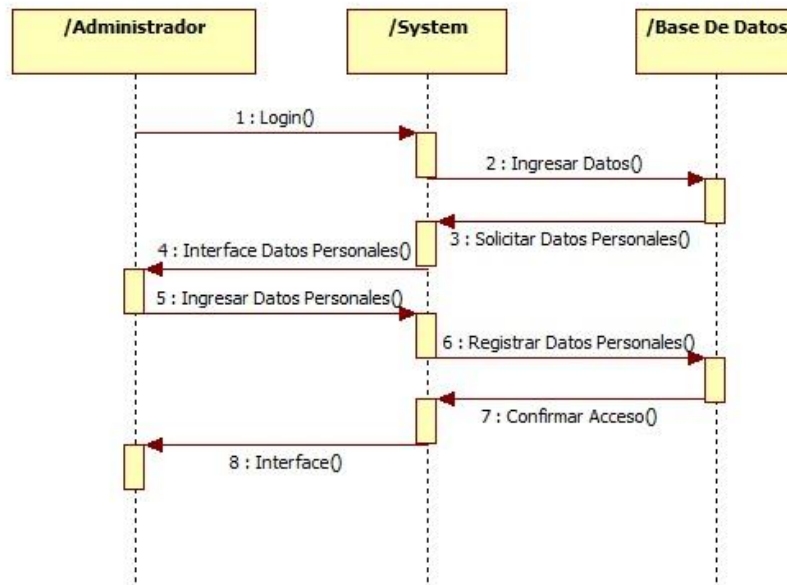 /Administrador
/System
/Base De Datos
1 : Login()
2 : Ingresar Datos()
3 : Solicitar Datos Personales()
4 : Interface Datos Personales()
5 : Ingresar Datos Personales()
6 : Registrar Datos Personales()
7 : Confirmar Acceso()
8 : Interface()